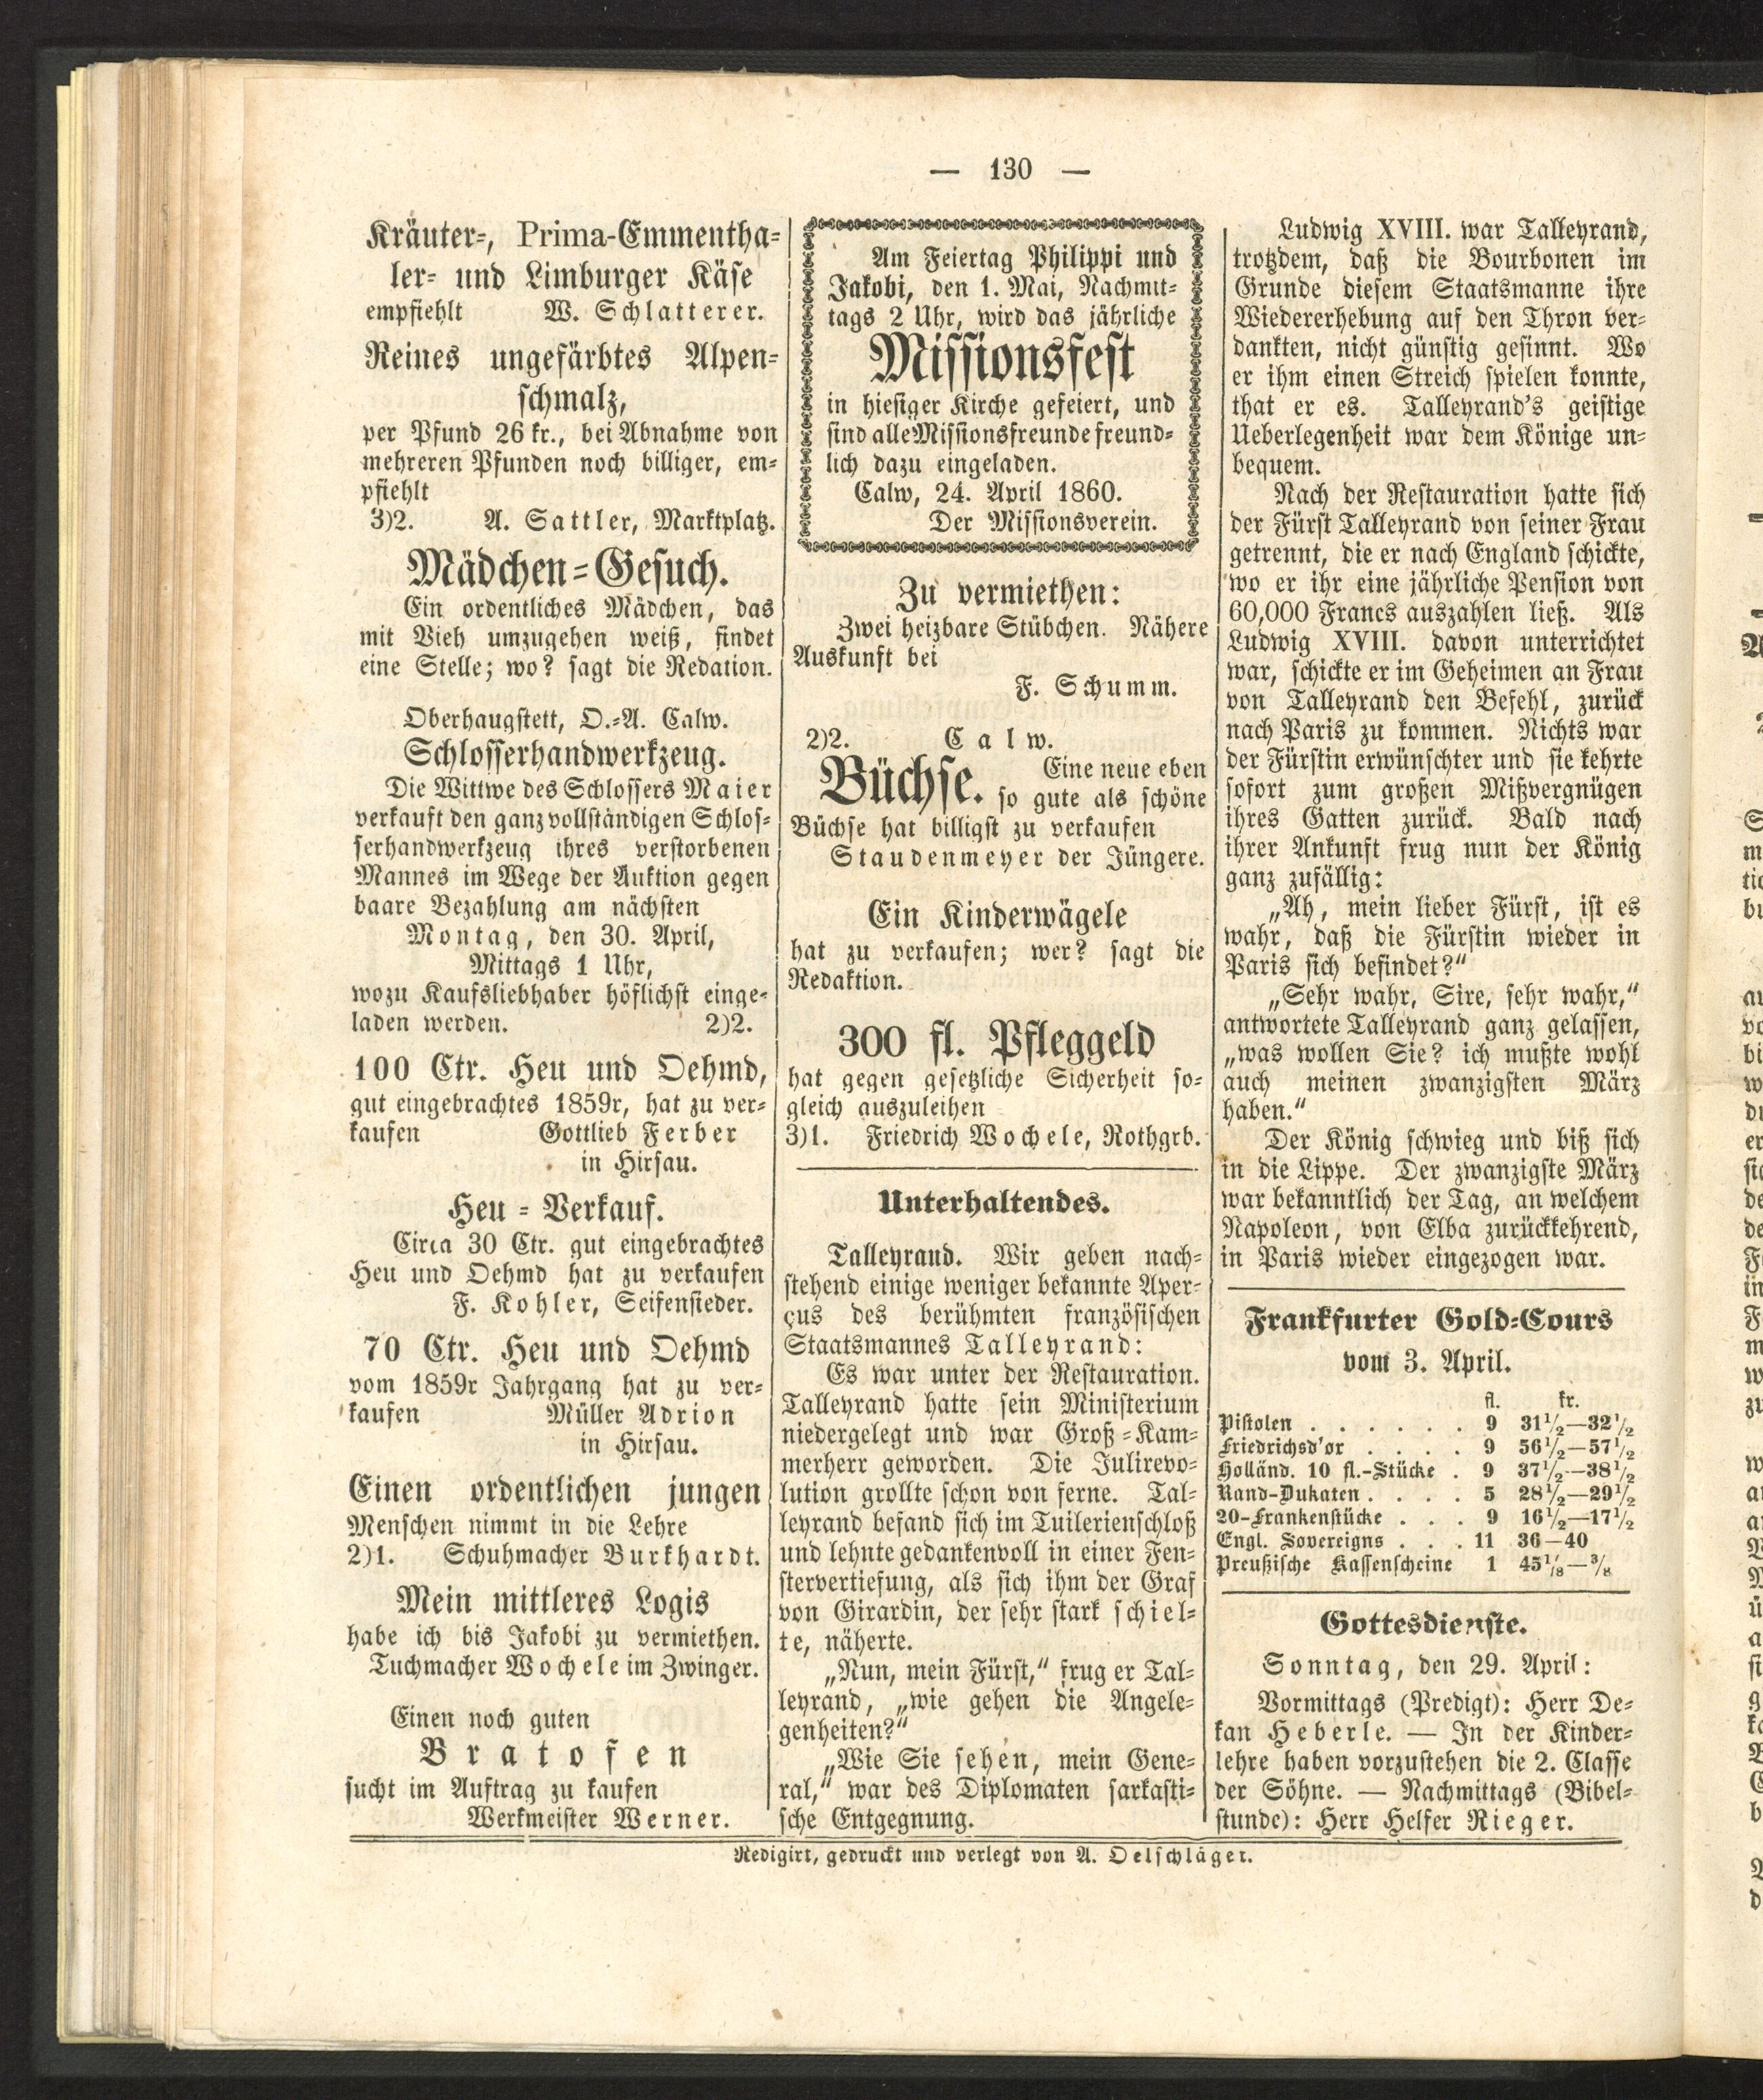 — 130 —
Kräuter-, Prima-Emmentha-
ler- und Limburger Käse
empfiehlt W. Schlatterer.
Reines ungefärbtes Alpen-
schmalz,
per Pfund 26 kr., bei Abnahme von
mehreren Pfunden noch billiger, em-
pfiehlt
3)2. A. Sattler, Marktplatz.
Mädchen-Gesuch.
Ein ordentliches Mädchen, das
mit Vieh umzugehen weiß, findet
eine Stelle; wo? sagt die Redation.
Oberhaugstett, O.-A. Calw.
Schlosserhandwerkzeug.
Die Wittwe des Schlossers Maier
verkauft den ganz vollständigen Schlos-
serhandwerkzeug ihres verstorbenen
Mannes im Wege der Auktion gegen
baare Bezahlung am nächsten
Montag, den 30. April,
Mittags 1 Uhr,
wozu Kaufsliebhaber höflichst einge-
laden werden. 2)2.
100 Ctr. Heu und Oehmd,
gut eingebrachtes 1859r, hat zu ver-
kaufen Gottlieb Ferber
in Hirsau.
Heu-Verkauf.
Circa 30 Ctr. gut eingebrachtes
Heu und Oehmd hat zu verkaufen
F. Kohler, Seifensieder.
70 Ctr. Heu und Oehmd
vom 1859r Jahrgang hat zu ver-
kaufen Müller Adrion
in Hirsau.
Einen ordentlichen jungen
Menschen nimmt in die Lehre
2)1. Schuhmacher Burkhardt.
Mein mittleres Logis
habe ich bis Jakobi zu vermiethen.
Tuchmacher Wochele im Zwinger.
Einen noch guten
Bratofen
sucht im Auftrag zu kaufen
Werkmeister Werner.
Am Feiertag Philippi und
Jakobi, den 1. Mai, Nachmit-
tags 2 Uhr, wird das jährliche
Missionsfest
in hiesiger Kirche gefeiert, und
sind alle Missionsfreunde freund-
lich dazu eingeladen.
Calw, 24. April 1860.
Der Missionsverein.
Zu vermiethen:
Zwei heizbare Stübchen. Nähere
Auskunft bei
F. Schumm.
2)2. Calw.
Büchse. Eine neue eben
so gute als schöne
Büchse hat billigst zu verkaufen
Staudenmeyer der Jüngere.
Ein Kinderwägele
hat zu verkaufen; wer? sagt die
Redaktion.
300 fl. Pfleggeld
hat gegen gesetzliche Sicherheit so-
gleich auszuleihen
3)1. Friedrich Wochele, Rothgrb.
Unterhaltendes.
Talleyrand. Wir geben nach-
stehend einige weniger bekannte Aper-
çus des berühmten französischen
Staatsmannes Talleyrand:
Es war unter der Restauration.
Talleyrand hatte sein Ministerium
niedergelegt und war Groß-Kam-
merherr geworden. Die Julirevo-
lution grollte schon von ferne. Tal-
leyrand befand sich im Tuilerienschloß
und lehnte gedankenvoll in einer Fen-
stervertiefung, als sich ihm der Graf
von Girardin, der sehr stark schiel-
te, näherte.
„Nun, mein Fürst,“ frug er Tal-
leyrand, „wie gehen die Angele-
genheiten?“
„Wie Sie sehen, mein Gene-
ral,“ war des Diplomaten sarkasti-
sche Entgegnung.
Ludwig XVIII. war Talleyrand,
trotzdem, daß die Bourbonen im
Grunde diesem Staatsmanne ihre
Wiedererhebung auf den Thron ver-
dankten, nicht günstig gesinnt. Wo
er ihm einen Streich spielen konnte,
that er es. Talleyrand's geistige
Ueberlegenheit war dem Könige un-
bequem.
Nach der Restauration hatte sich
der Fürst Talleyrand von seiner Frau
getrennt, die er nach England schickte,
wo er ihr eine jährliche Pension von
60,000 Francs auszahlen ließ. Als
Ludwig XVIII. davon unterrichtet
war, schickte er im Geheimen an Frau
von Talleyrand den Befehl, zurück
nach Paris zu kommen. Nichts war
der Fürstin erwünschter und sie kehrte
sofort zum großen Mißvergnügen
ihres Gatten zurück. Bald nach
ihrer Ankunft frug nun der König
ganz zufällig:
„Ah, mein lieber Fürst, ist es
wahr, daß die Fürstin wieder in
Paris sich befindet?“
„Sehr wahr, Sire, sehr wahr,“
antwortete Talleyrand ganz gelassen,
„was wollen Sie? ich mußte wohl
auch meinen zwanzigsten März
haben.“
Der König schwieg und biß sich
in die Lippe. Der zwanzigste März
war bekanntlich der Tag, an welchem
Napoleon, von Elba zurückkehrend,
in Paris wieder eingezogen war.
Frankfurter Gold-Cours
vom 3. April.
fl. kr.
Pistolen . . . . . . 9 31½—32½
Friedrichsd'or . . . . 9 56½—57½
Holländ. 10 fl.-Stücke . 9 37½—38½
Rand-Dukaten . . . . 5 28½—29½
20-Frankenstücke . . . 9 16½—17½
Engl. Sovereigns . . . 11 36—40
Preußische Kassenscheine 1 45⅛—⅜
Gottesdienste.
Sonntag, den 29. April:
Vormittags (Predigt): Herr De-
kan Heberle. — In der Kinder-
lehre haben vorzustehen die 2. Classe
der Söhne. — Nachmittags (Bibel-
stunde): Herr Helfer Rieger.
Redigirt, gedruckt und verlegt von A. Oelschläger.